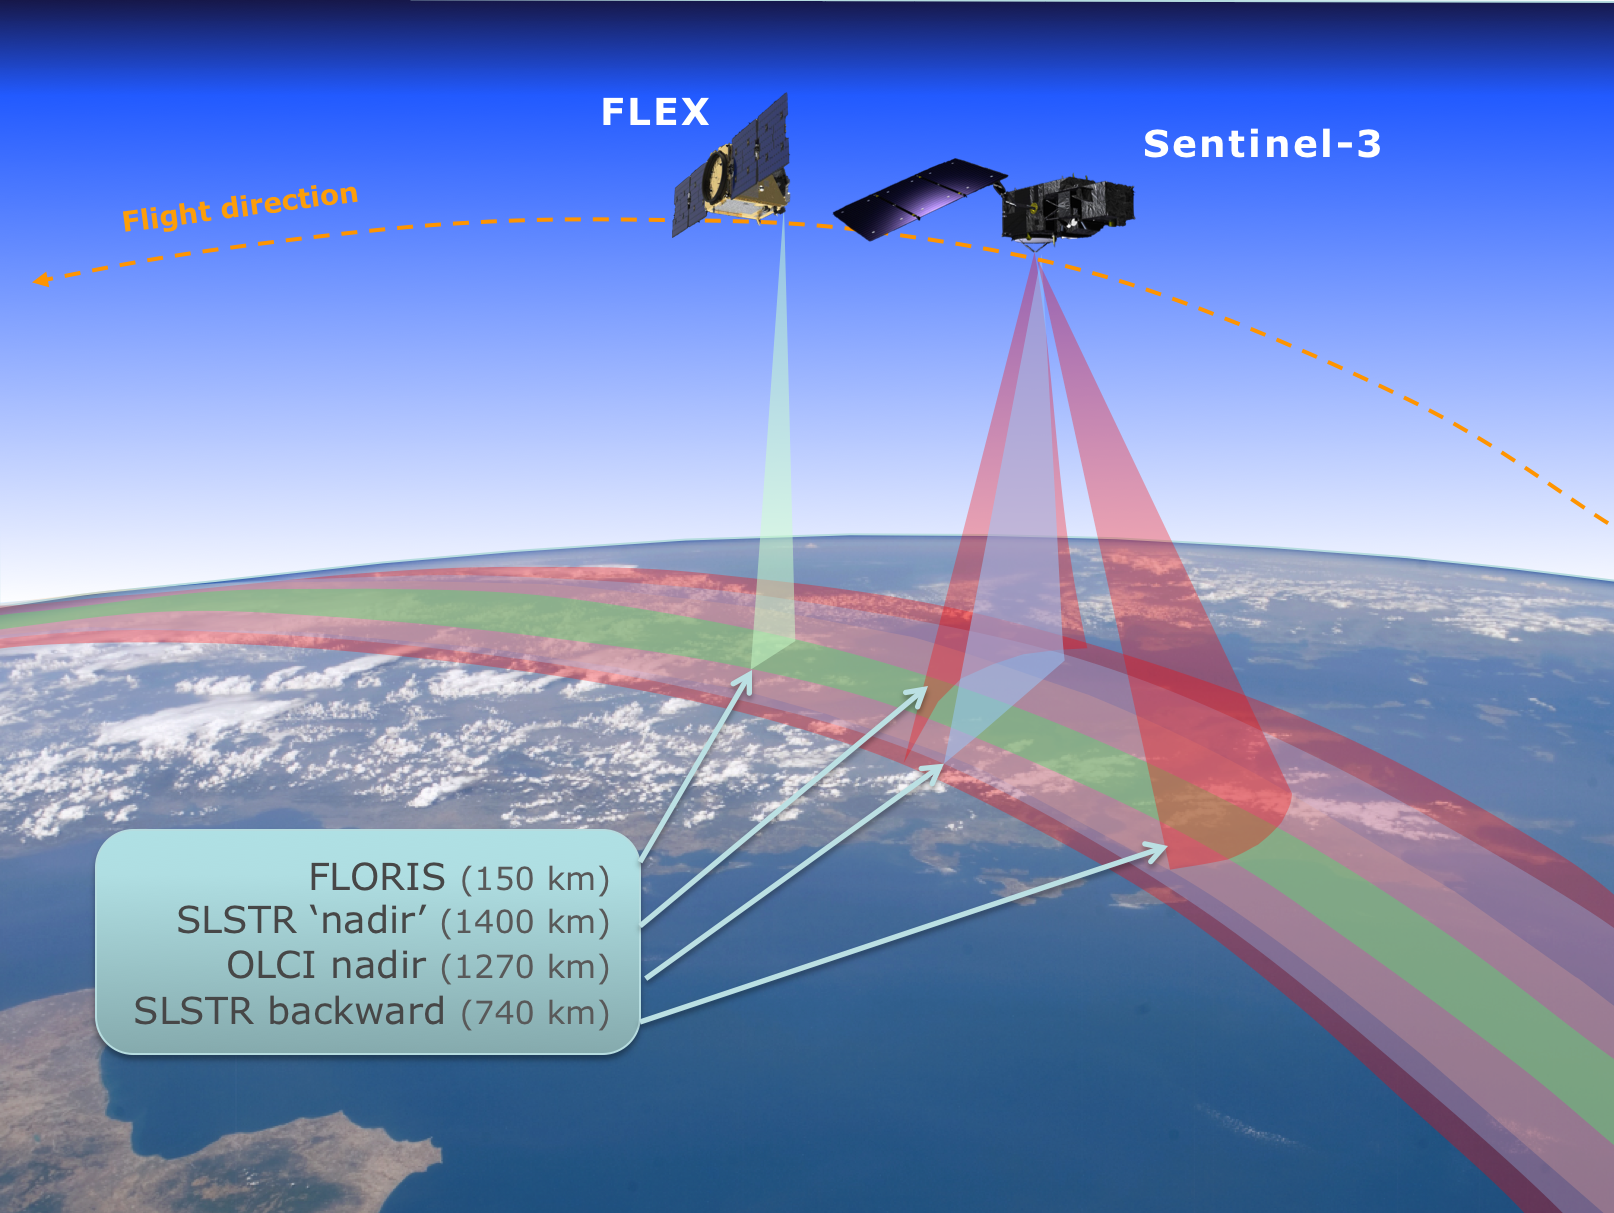 FLEX
Sentinel-3
Flight direction
FLORIS (150 km)
SLSTR ‘nadir’ (1400 km)
OLCI nadir (1270 km)
SLSTR backward (740 km)